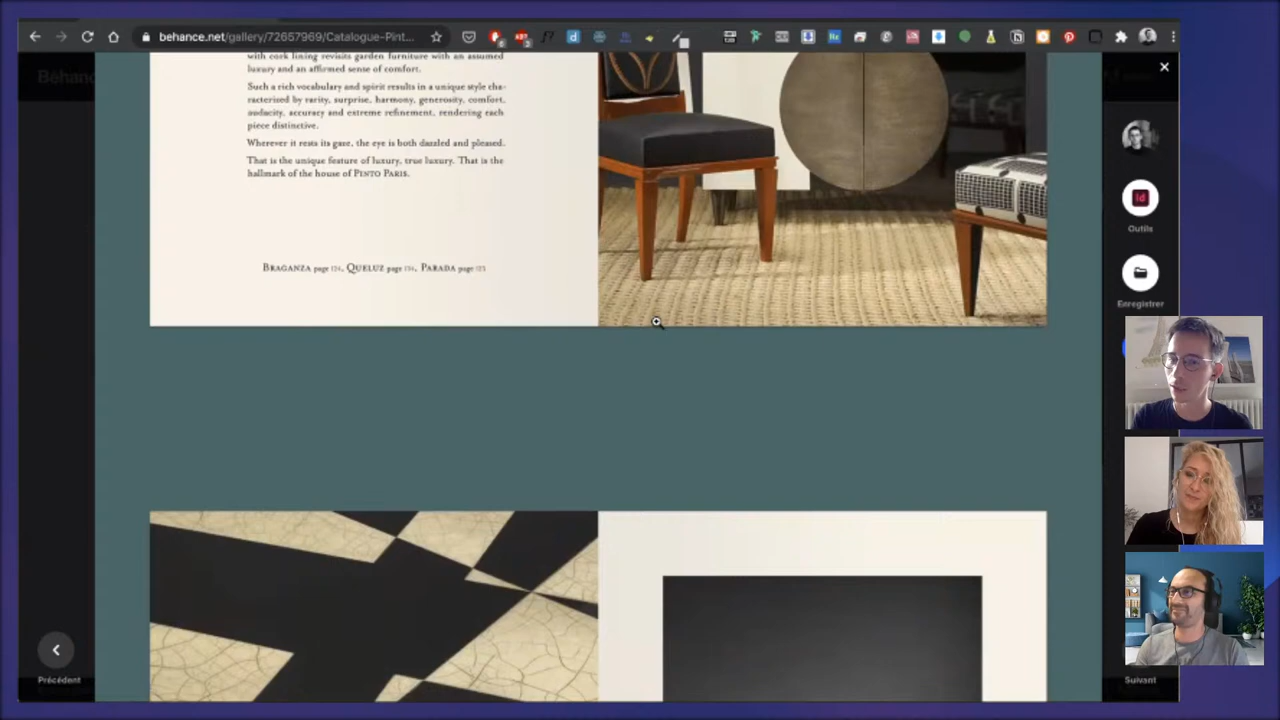 behance.net/gallery/72657969/Catalogue-Pint...
Béhanc
with cork lining revisits garden furniture with an assumed
luxury and an affirmed sense of comfort.
Such a rich vocabulary and spirit results in a unique style cha-
racterised by rarity, surprise, harmony, generosity, comfort,
audacity, accuracy and extreme refinement, rendering each
piece distinctive.
Wherever it rests its gaze, the eye is both dazzled and pleased.
That is the unique feature of luxury, true luxury. That is the
hallmark of the house of PINTO PARIS.
BRAGANZA page 124, QUELUZ page 134, PARADA page 123
Id
Outils
Enregistrer
Précédent
Suivant